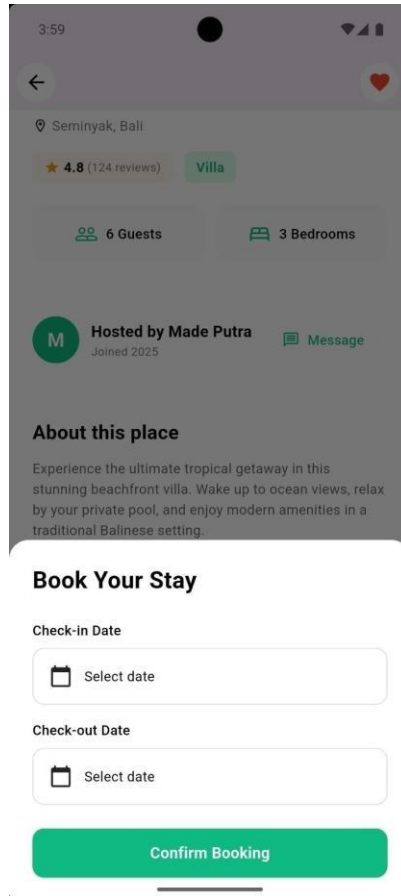 3:59
Seminyak, Bali
4.8 (124 reviews)
Villa
6 Guests
3 Bedrooms
M
Hosted by Made Putra
Joined 2025
Message
About this place
Experience the ultimate tropical getaway in this
stunning beachfront villa. Wake up to ocean views, relax
by your private pool, and enjoy modern amenities in a
traditional Balinese setting.
Book Your Stay
Check-in Date
Select date
Check-out Date
Select date
Confirm Booking